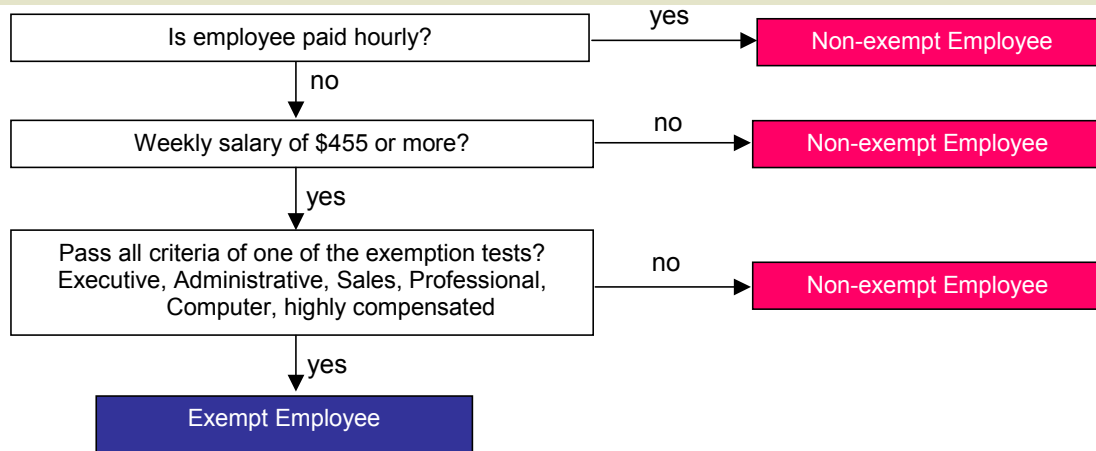 Is employee paid hourly?
yes
Non-exempt Employee
no
Weekly salary of $455 or more?
no
Non-exempt Employee
yes
Pass all criteria of one of the exemption tests?
Executive, Administrative, Sales, Professional,
Computer, highly compensated
no
Non-exempt Employee
yes
Exempt Employee